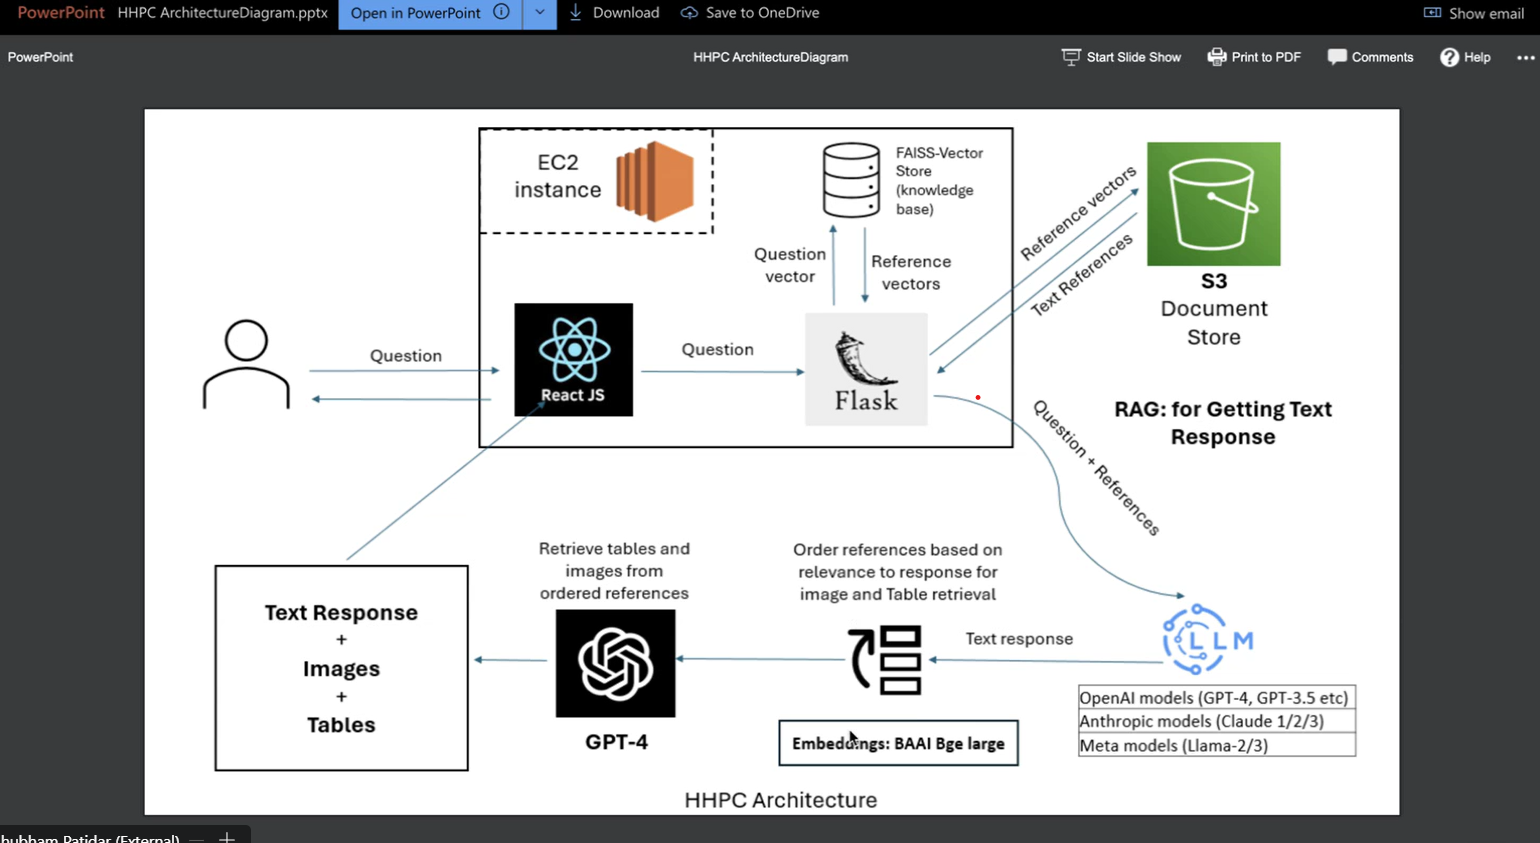 PowerPoint HHPC ArchitectureDiagram.pptx Open in PowerPoint Download Save to OneDrive Show email
PowerPoint HHPC ArchitectureDiagram Start Slide Show Print to PDF Comments Help
EC2
instance
FAISS-Vector
Store
(knowledge
base)
Question
vector
Reference
vectors
Reference vectors
Text References
S3
Document
Store
Question
React JS
Question
Flask
RAG: for Getting Text
Response
Question + References
Text Response
+
Images
+
Tables
Retrieve tables and
images from
ordered references
GPT-4
Order references based on
relevance to response for
image and Table retrieval
Text response
Embeddings: BAAI Bge large
LLM
OpenAI models (GPT-4, GPT-3.5 etc)
Anthropic models (Claude 1/2/3)
Meta models (Llama-2/3)
HHPC Architecture
hubham Patidar (External)